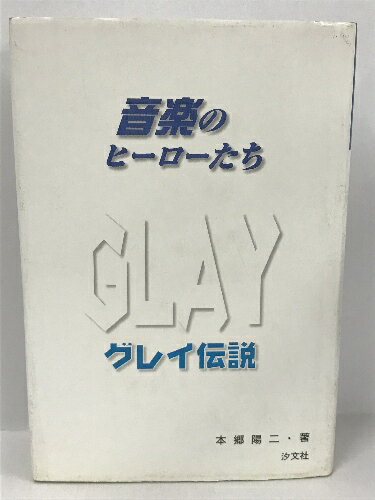 音楽の
ヒーローたち
GLAY
グレイ伝説
本郷陽二・著
汐文社